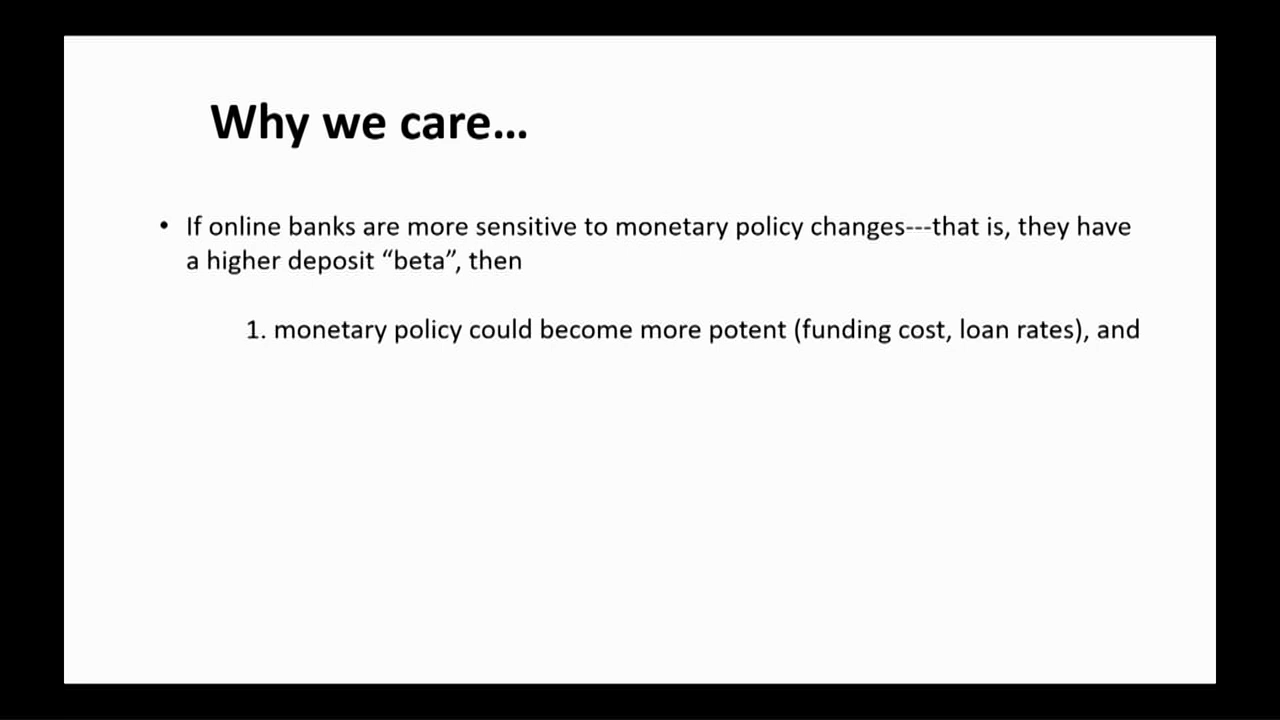 Why we care...
• If online banks are more sensitive to monetary policy changes---that is, they have
a higher deposit “beta”, then
1. monetary policy could become more potent (funding cost, loan rates), and